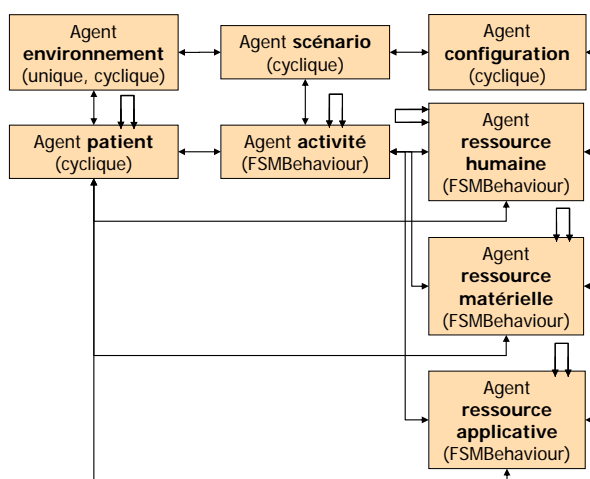 Agent
environnement
(unique, cyclique)
Agent scénario
(cyclique)
Agent
configuration
(cyclique)
Agent patient
(cyclique)
Agent activité
(FSMBehaviour)
Agent
ressource
humaine
(FSMBehaviour)
Agent
ressource
matérielle
(FSMBehaviour)
Agent
ressource
applicative
(FSMBehaviour)